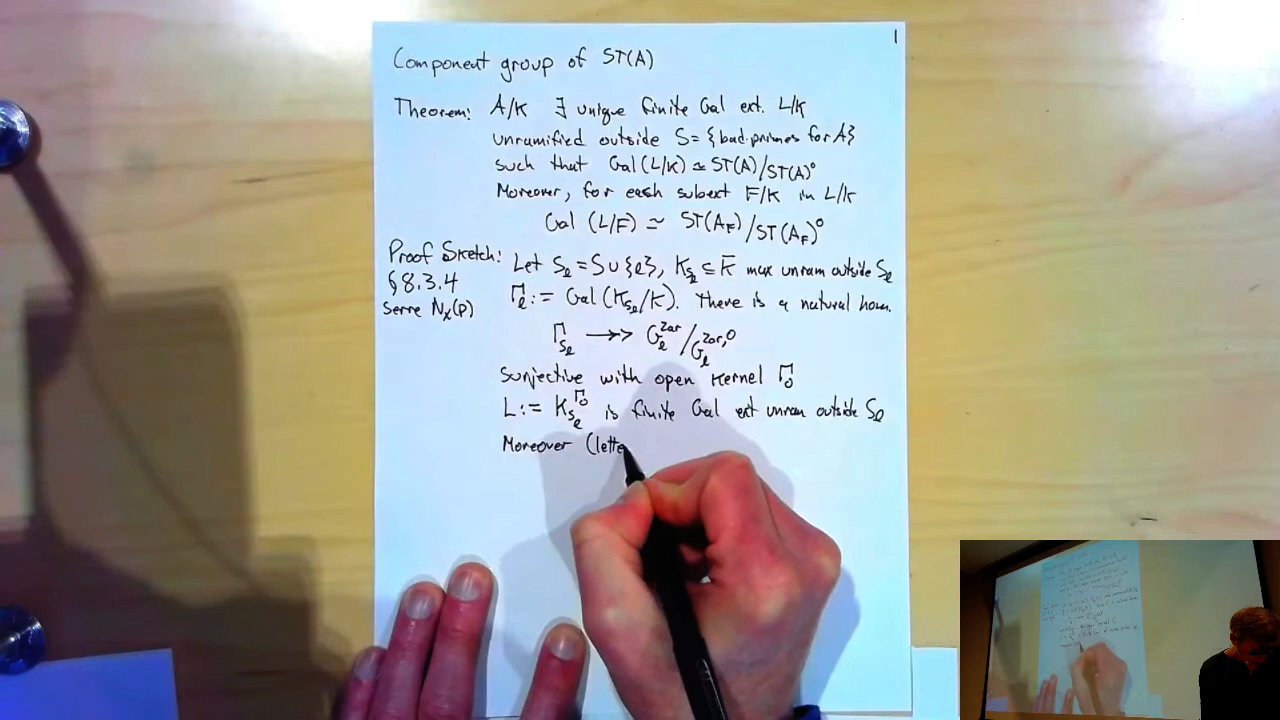 1
Component group of ST(A)
Theorem: A/K ∃ unique finite Gal ext. L/K
unramified outside S = {bad primes for A}
such that Gal(L/K) ≃ ST(A)/ST(A)⁰
Moreover, for each subext F/K in L/K
Gal (L/F) ≃ ST(A_F)/ST(A_F)⁰
Proof Sketch: Let S_ℓ = S ∪ {ℓ}, K_{S_ℓ} ⊆ K̄ max unram outside S_ℓ
§8.3.4 Γ_ℓ := Gal(K_{S_ℓ}/K). There is a natural hom.
Serre N_X(p)
Γ_{S_ℓ} ↠ G_ℓ^{Zar}/G_ℓ^{Zar,0}
surjective with open kernel Γ_0
L := K_{S_ℓ}^{Γ_0} is finite Gal ext unram outside S_ℓ
Moreover (lette